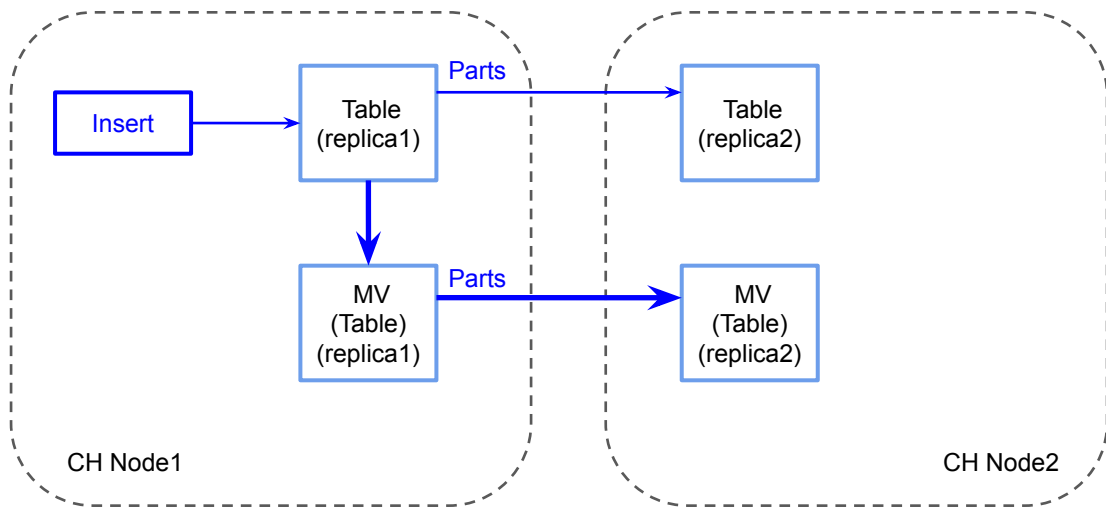 Parts
Insert
Table
(replica1)
Table
(replica2)
Parts
MV
(Table)
(replica1)
MV
(Table)
(replica2)
CH Node1
CH Node2